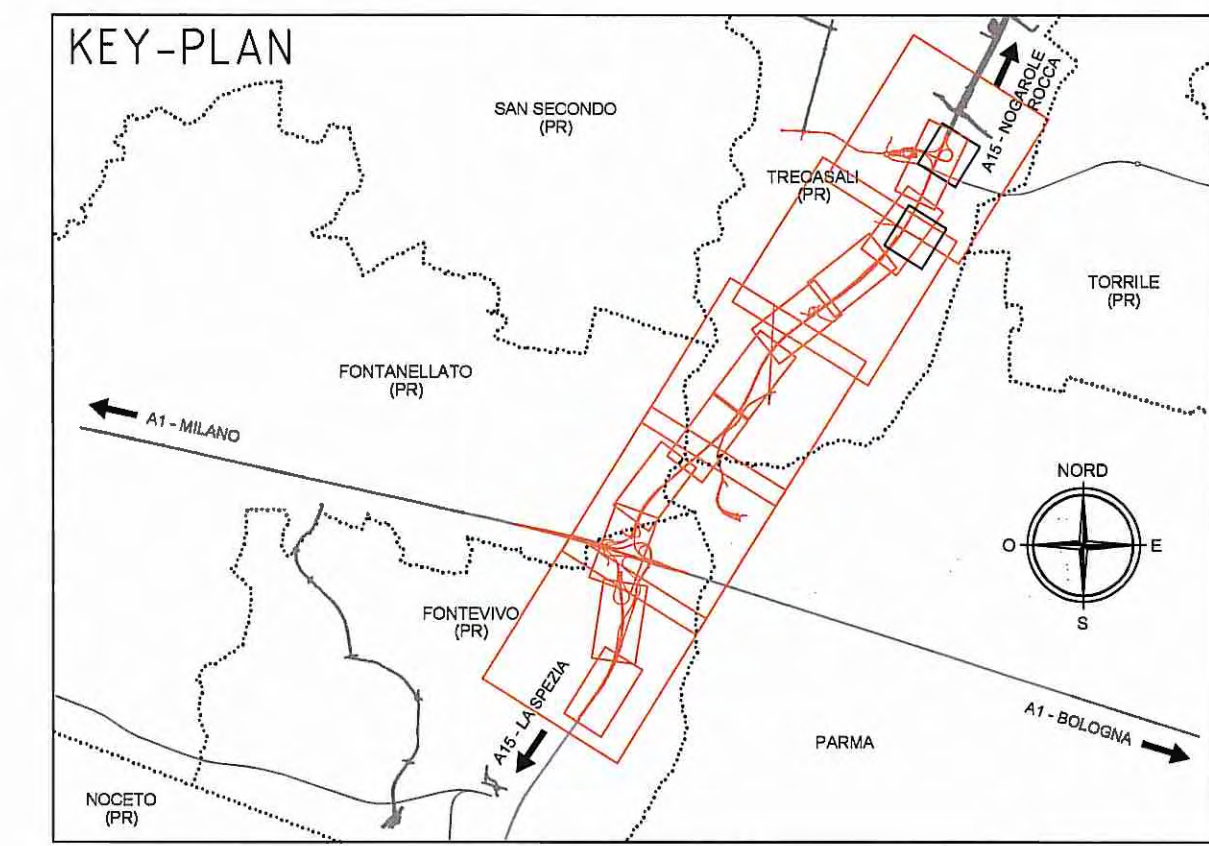 KEY-PLAN
SAN SECONDO
(PR)
A15 - NOGAROLE
ROCCA
TRECASALI
(PR)
TORRILE
(PR)
FONTANELLATO
(PR)
A1 - MILANO
NORD
O
E
S
FONTEVIVO
(PR)
A15 - LA SPEZIA
A1 - BOLOGNA
PARMA
NOCETO
(PR)